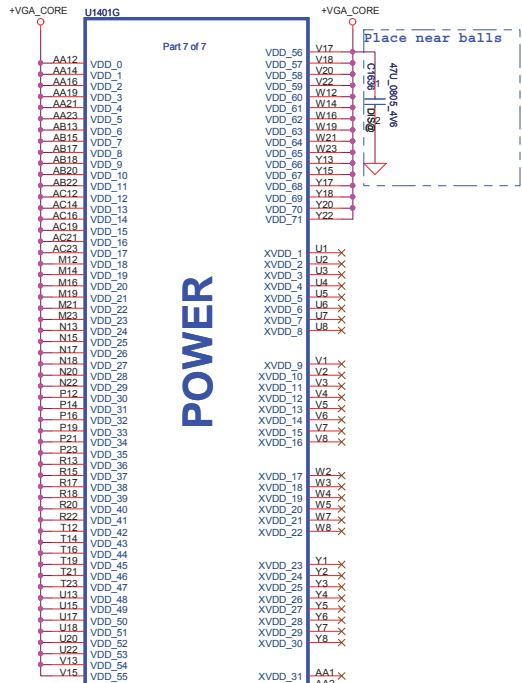 +VGA_CORE
U1401G
+VGA_CORE
Part 7 of 7
Place near balls
47U_0805_4V6
C1636
DIS@
1
2
POWER
AA12 VDD_0
AA14 VDD_1
AA16 VDD_2
AA19 VDD_3
AA21 VDD_4
AA23 VDD_5
AB13 VDD_6
AB15 VDD_7
AB17 VDD_8
AB18 VDD_9
AB20 VDD_10
AB22 VDD_11
AC12 VDD_12
AC14 VDD_13
AC16 VDD_14
AC19 VDD_15
AC21 VDD_16
AC23 VDD_17
M12 VDD_18
M14 VDD_19
M16 VDD_20
M19 VDD_21
M21 VDD_22
M23 VDD_23
N13 VDD_24
N15 VDD_25
N17 VDD_26
N18 VDD_27
N20 VDD_28
N22 VDD_29
P12 VDD_30
P14 VDD_31
P16 VDD_32
P19 VDD_33
P21 VDD_34
P23 VDD_35
R13 VDD_36
R15 VDD_37
R17 VDD_38
R18 VDD_39
R20 VDD_40
R22 VDD_41
T12 VDD_42
T14 VDD_43
T16 VDD_44
T19 VDD_45
T21 VDD_46
T23 VDD_47
U13 VDD_48
U15 VDD_49
U17 VDD_50
U18 VDD_51
U20 VDD_52
U22 VDD_53
V13 VDD_54
V15 VDD_55
VDD_56 V17
VDD_57 V18
VDD_58 V20
VDD_59 V22
VDD_60 W12
VDD_61 W14
VDD_62 W16
VDD_63 W19
VDD_64 W21
VDD_65 W23
VDD_66 Y13
VDD_67 Y15
VDD_68 Y17
VDD_69 Y18
VDD_70 Y20
VDD_71 Y22
XVDD_1 U1
XVDD_2 U2
XVDD_3 U3
XVDD_4 U4
XVDD_5 U5
XVDD_6 U6
XVDD_7 U7
XVDD_8 U8
XVDD_9 V1
XVDD_10 V2
XVDD_11 V3
XVDD_12 V4
XVDD_13 V5
XVDD_14 V6
XVDD_15 V7
XVDD_16 V8
XVDD_17 W2
XVDD_18 W3
XVDD_19 W4
XVDD_20 W5
XVDD_21 W7
XVDD_22 W8
XVDD_23 Y1
XVDD_24 Y2
XVDD_25 Y3
XVDD_26 Y4
XVDD_27 Y5
XVDD_28 Y6
XVDD_29 Y7
XVDD_30 Y8
XVDD_31 AA1